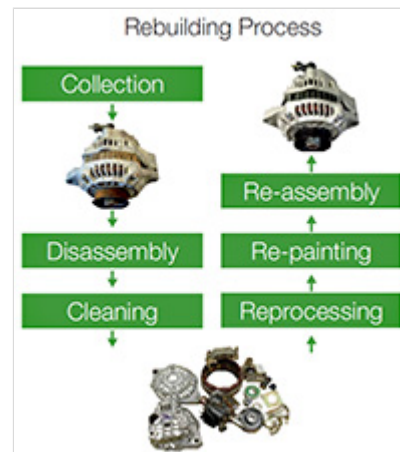 Rebuilding Process
Collection
Disassembly
Cleaning
Reprocessing
Re-painting
Re-assembly